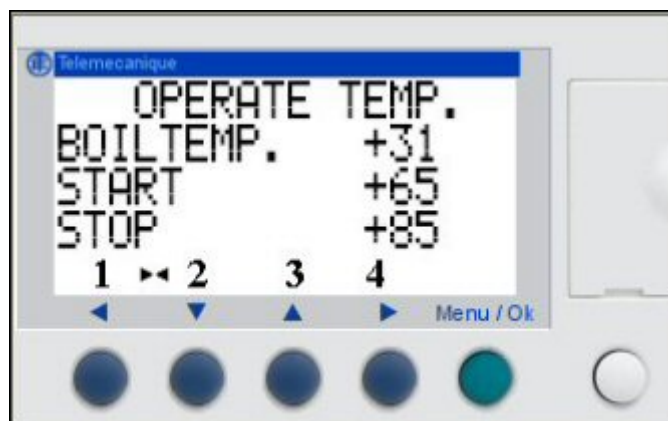 Telemecanique
OPERATE TEMP.
BOILTEMP. +31
START +65
STOP +85
1 2 3 4
Menu / Ok